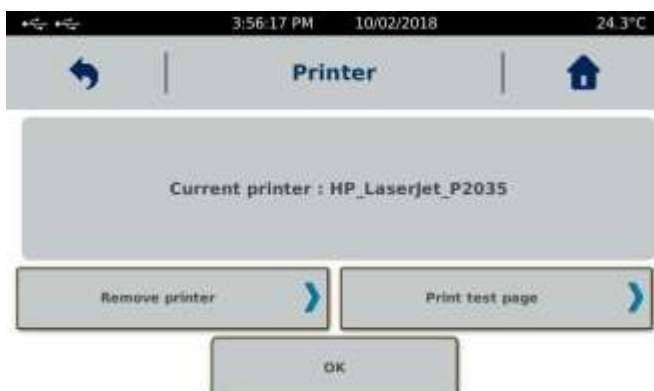 3:56:17 PM 10/02/2018 24.3°C
Printer
Current printer : HP_LaserJet_P2035
Remove printer Print test page
OK